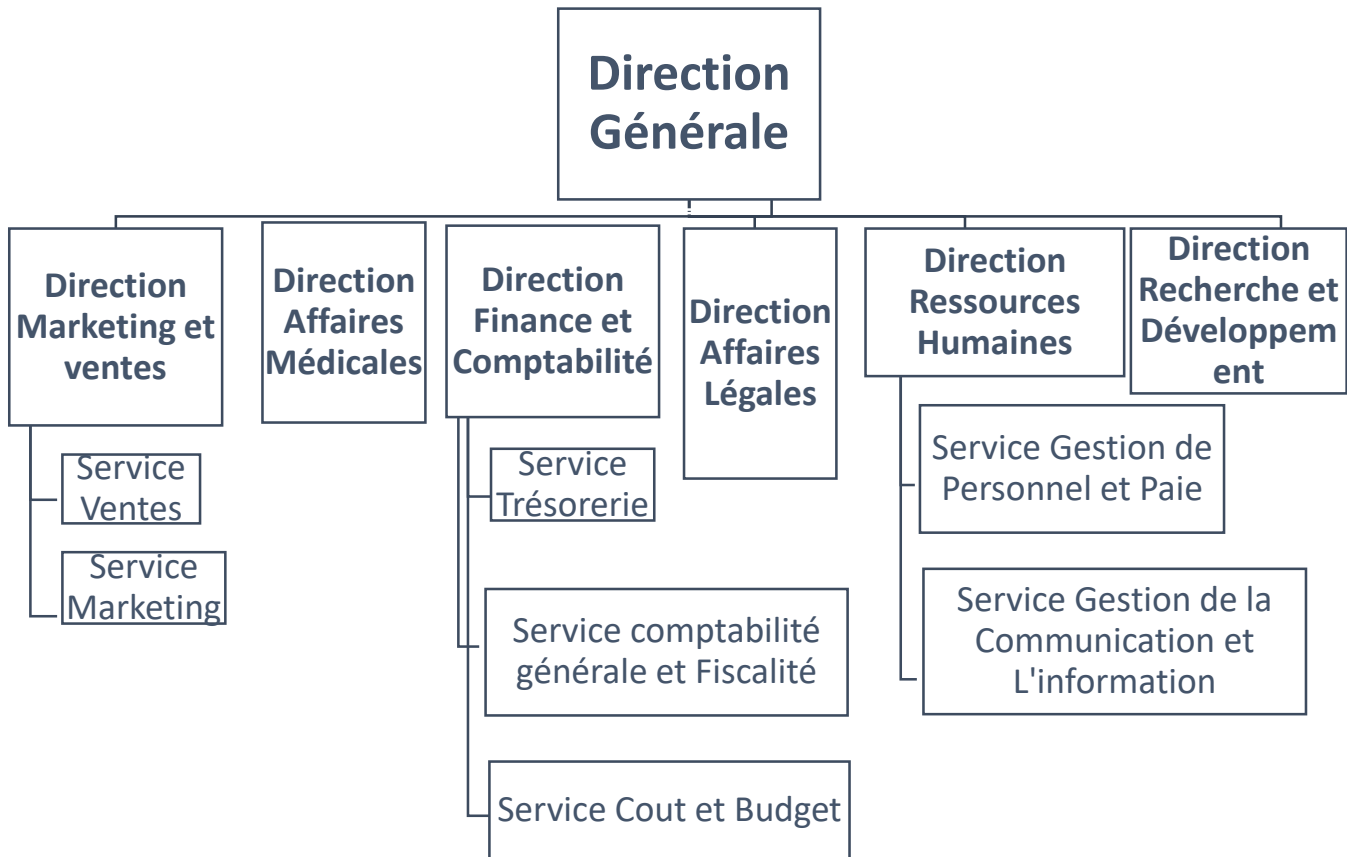 Direction
Générale
Direction
Marketing et
ventes
Service
Ventes
Service
Marketing
Direction
Affaires
Médicales
Direction
Finance et
Comptabilité
Service
Trésorerie
Service comptabilité
générale et Fiscalité
Service Cout et Budget
Direction
Affaires
Légales
Direction
Ressources
Humaines
Service Gestion de
Personnel et Paie
Service Gestion de la
Communication et
L'information
Direction
Recherche et
Développem
ent